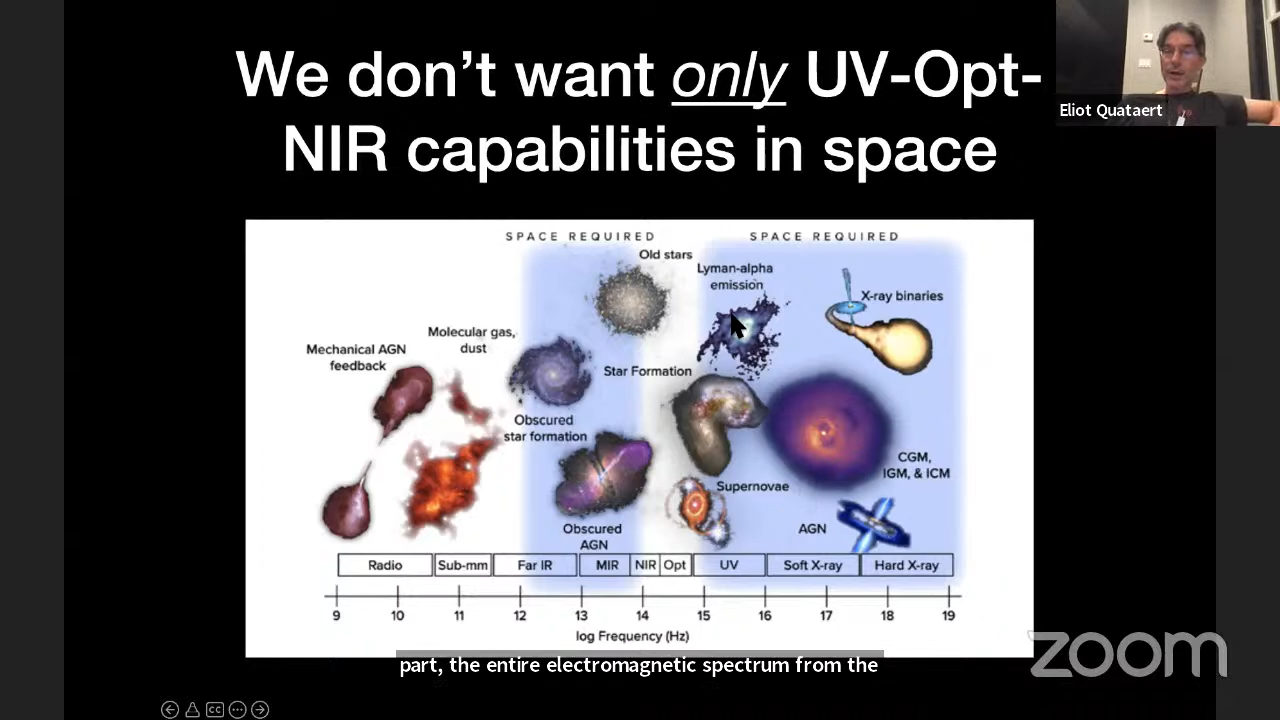 We don't want only UV-Opt-
NIR capabilities in space
Eliot Quataert
SPACE REQUIRED
SPACE REQUIRED
Old stars
Lyman-alpha
emission
X-ray binaries
Molecular gas,
dust
Mechanical AGN
feedback
Star Formation
Obscured
star formation
CGM,
IGM, & ICM
Supernovae
Obscured
AGN
AGN
Radio Sub-mm Far IR MIR NIR Opt UV Soft X-ray Hard X-ray
9 10 11 12 13 14 15 16 17 18 19
log Frequency (Hz)
part, the entire electromagnetic spectrum from the
zoom
CC